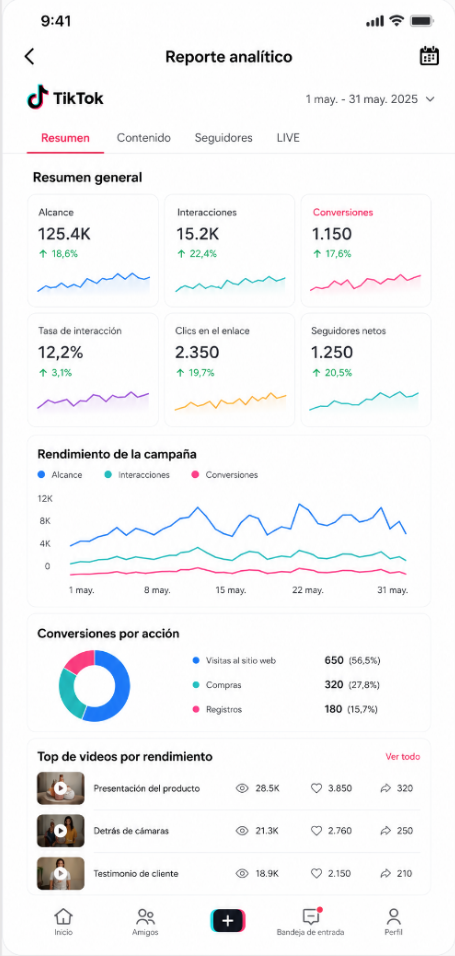 9:41
Reporte analítico
TikTok
1 may. - 31 may. 2025
Resumen Contenido Seguidores LIVE
Resumen general
Alcance
125.4K
↑ 18,6%
Interacciones
15.2K
↑ 22,4%
Conversiones
1.150
↑ 17,6%
Tasa de interacción
12,2%
↑ 3,1%
Clics en el enlace
2.350
↑ 19,7%
Seguidores netos
1.250
↑ 20,5%
Rendimiento de la campaña
Alcance Interacciones Conversiones
12K
8K
4K
0
1 may. 8 may. 15 may. 22 may. 31 may.
Conversiones por acción
Visitas al sitio web 650 (56,5%)
Compras 320 (27,8%)
Registros 180 (15,7%)
Top de videos por rendimiento Ver todo
Presentación del producto 28.5K 3.850 320
Detrás de cámaras 21.3K 2.760 250
Testimonio de cliente 18.9K 2.150 210
Inicio Amigos Bandeja de entrada Perfil